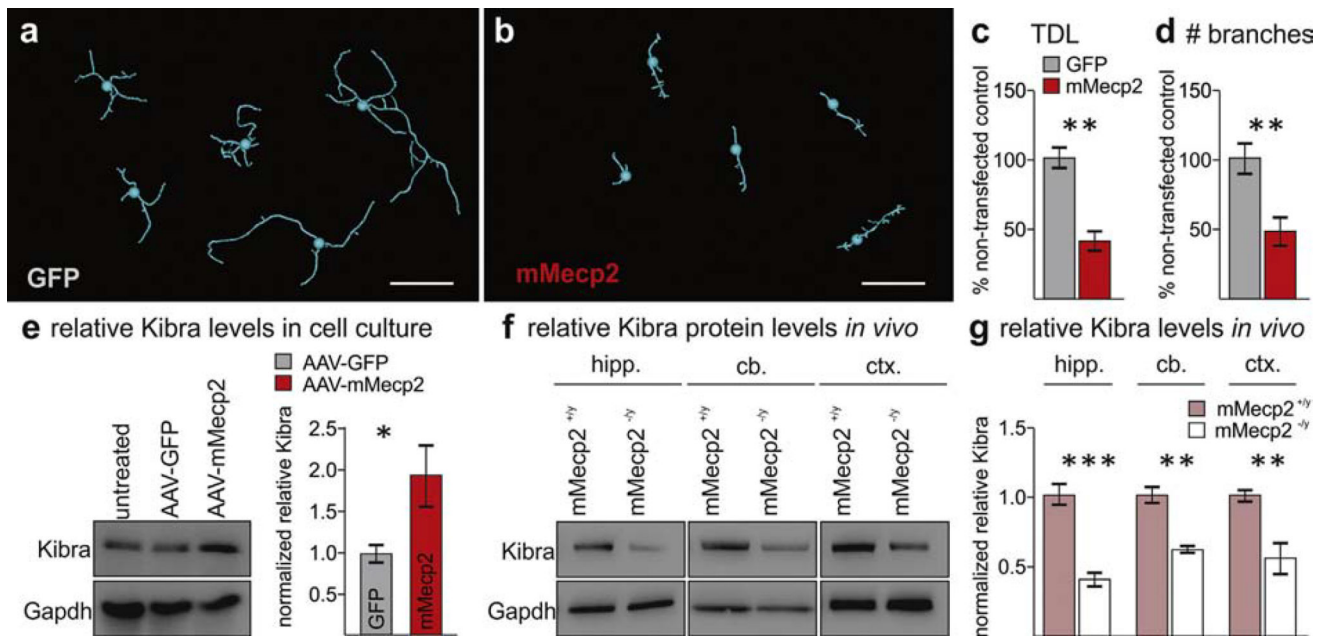 a
GFP
b
mMecp2
c TDL
GFP
mMecp2
% non-transfected control
150
100
50
**
d # branches
% non-transfected control
150
100
50
**
e relative Kibra levels in cell culture
untreated
AAV-GFP
AAV-mMecp2
Kibra
Gapdh
AAV-GFP
AAV-mMecp2
normalized relative Kibra
2.5
2.0
1.5
1.0
0.5
*
GFP
mMecp2
f relative Kibra protein levels in vivo
hipp. cb. ctx.
mMecp2+/y
mMecp2-/y
mMecp2+/y
mMecp2-/y
mMecp2+/y
mMecp2-/y
Kibra
Gapdh
g relative Kibra levels in vivo
hipp. cb. ctx.
mMecp2+/y
mMecp2-/y
normalized relative Kibra
1.0
0.5
*** ** **